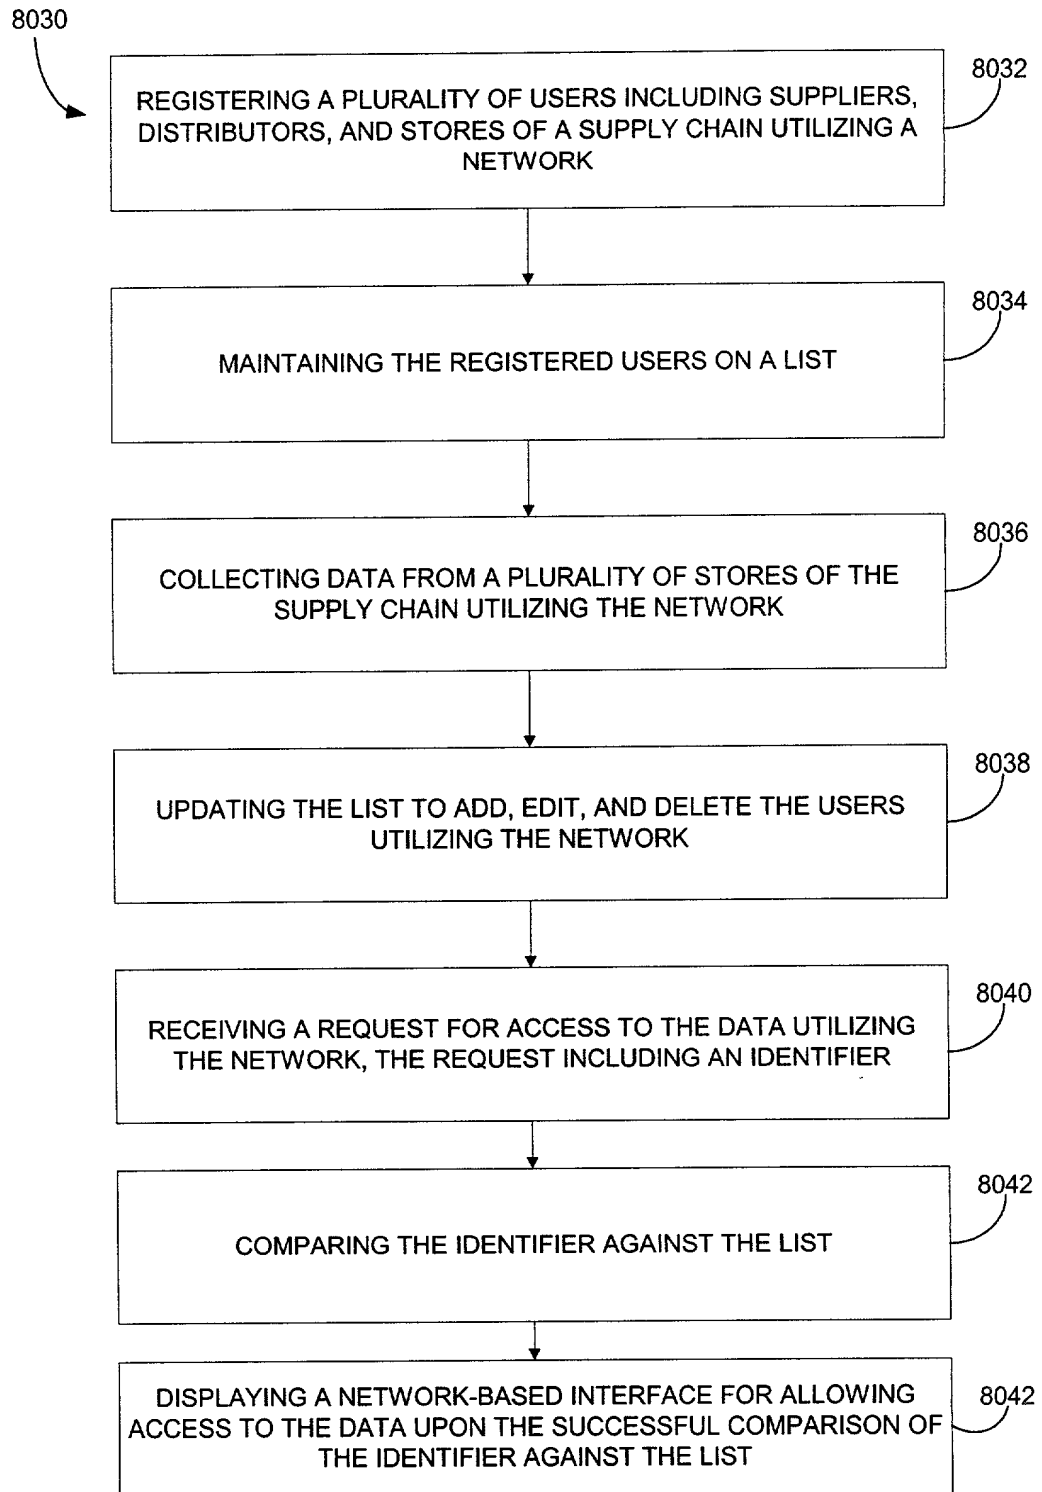 8030
8032
REGISTERING A PLURALITY OF USERS INCLUDING SUPPLIERS,
DISTRIBUTORS, AND STORES OF A SUPPLY CHAIN UTILIZING A
NETWORK
8034
MAINTAINING THE REGISTERED USERS ON A LIST
8036
COLLECTING DATA FROM A PLURALITY OF STORES OF THE
SUPPLY CHAIN UTILIZING THE NETWORK
8038
UPDATING THE LIST TO ADD, EDIT, AND DELETE THE USERS
UTILIZING THE NETWORK
8040
RECEIVING A REQUEST FOR ACCESS TO THE DATA UTILIZING
THE NETWORK, THE REQUEST INCLUDING AN IDENTIFIER
8042
COMPARING THE IDENTIFIER AGAINST THE LIST
8042
DISPLAYING A NETWORK-BASED INTERFACE FOR ALLOWING
ACCESS TO THE DATA UPON THE SUCCESSFUL COMPARISON OF
THE IDENTIFIER AGAINST THE LIST